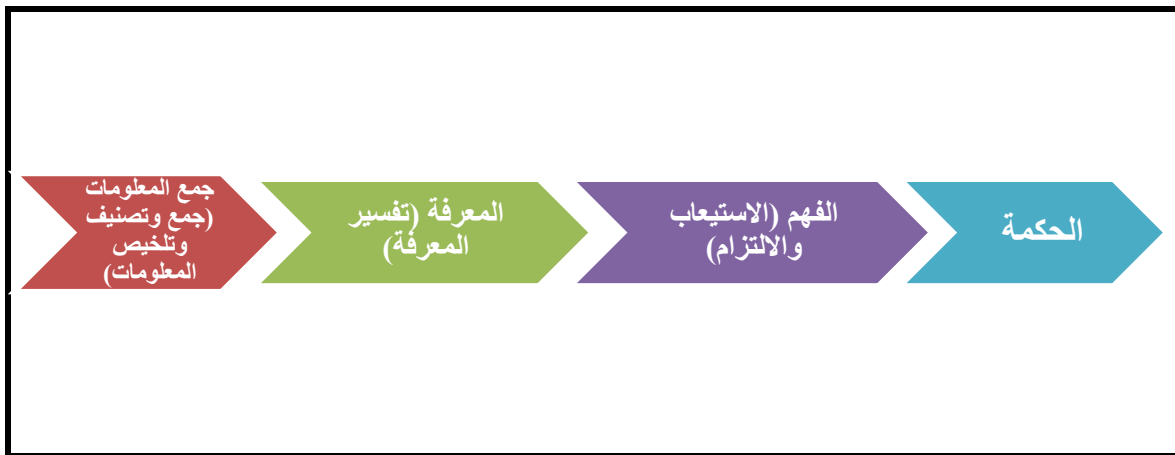 جمع المعلومات
(جمع وتصنيف
وتلخيص
المعلومات)
المعرفة (تفسير
المعرفة)
الفهم (الاستيعاب
والالتزام)
الحكمة